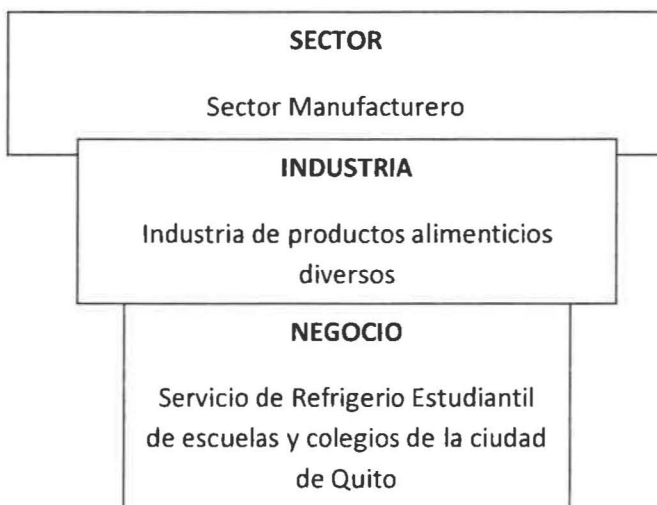 SECTOR
Sector Manufacturero
INDUSTRIA
Industria de productos alimenticios
diversos
NEGOCIO
Servicio de Refrigerio Estudiantil
de escuelas y colegios de la ciudad
de Quito